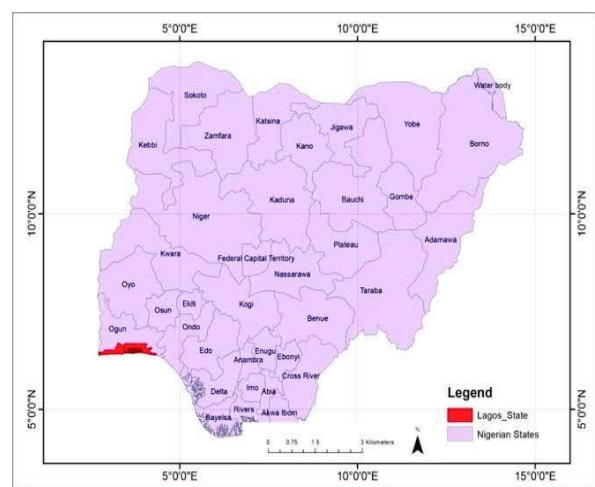 5°0'0"E 10°0'0"E 15°0'0"E
Water body
Sokoto
Katsina
Jigawa
Yobe
Zamfara
Kano
Borno
Kebbi
10°0'0"N
10°0'0"N
Kaduna
Bauchi
Gombe
Niger
Adamawa
Plateau
Kwara
Federal Capital Territory
Nassarawa
Oyo
Taraba
Ekiti
Kogi
Osun
Benue
Ogun
Ondo
Edo
Enugu
Anambra
Ebonyi
Cross River
Delta
Imo
Abia
Rivers
Akwa Ibom
Bayelsa
5°0'0"N
5°0'0"N
Legend
Lagos_State
Nigerian States
N
0 0.75 1.5 3 Kilometers
5°0'0"E 10°0'0"E 15°0'0"E